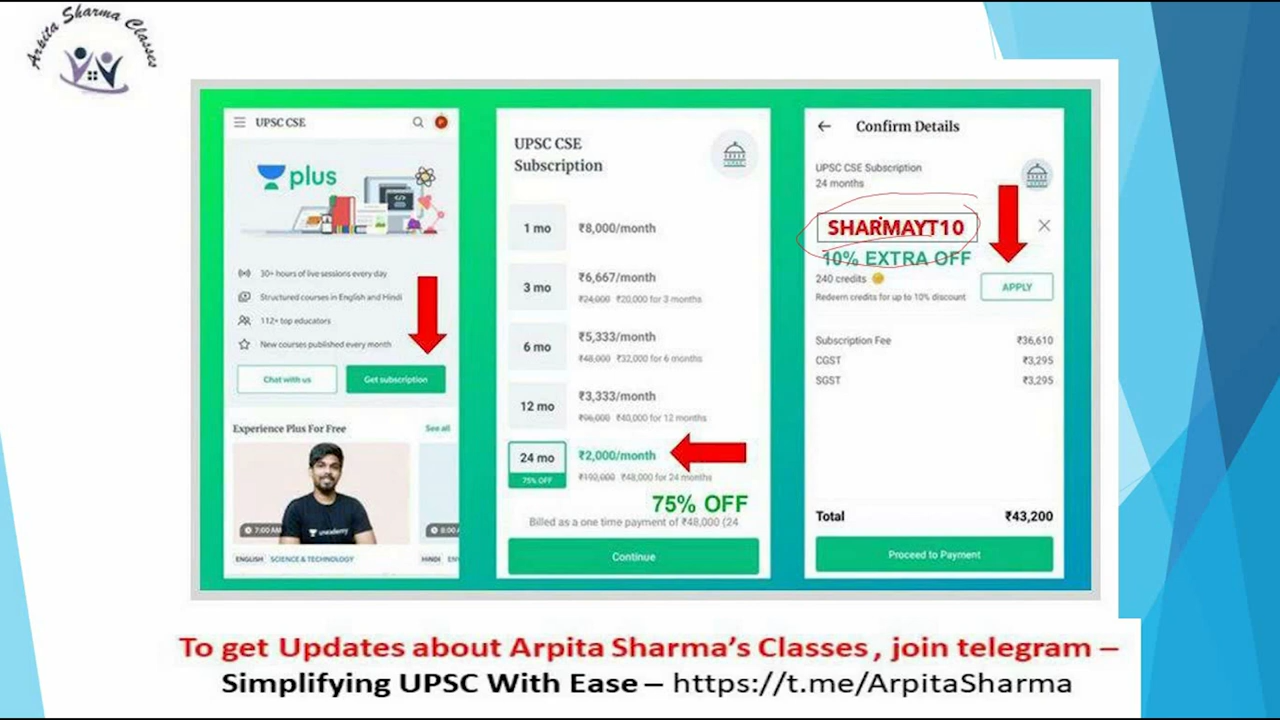 Arpita Sharma Classes
UPSC CSE
plus
30+ hours of live sessions every day
Structured courses in English and Hindi
112+ top educators
New courses published every month
Chat with us
Get subscription
Experience Plus For Free
See all
7:00 AM
unacademy
8:00 A
ENGLISH SCIENCE & TECHNOLOGY
HINDI
UPSC CSE
Subscription
1 mo ₹8,000/month
3 mo ₹6,667/month
₹24,000 ₹20,000 for 3 months
6 mo ₹5,333/month
₹48,000 ₹32,000 for 6 months
12 mo ₹3,333/month
₹96,000 ₹40,000 for 12 months
24 mo ₹2,000/month
75% OFF ₹192,000 ₹48,000 for 24 months
75% OFF
Billed as a one time payment of ₹48,000 (24
Continue
Confirm Details
UPSC CSE Subscription
24 months
SHARMAYT10
10% EXTRA OFF
240 credits
Redeem credits for up to 10% discount
APPLY
Subscription Fee ₹36,610
CGST ₹3,295
SGST ₹3,295
Total ₹43,200
Proceed to Payment
To get Updates about Arpita Sharma's Classes , join telegram –
Simplifying UPSC With Ease – https://t.me/ArpitaSharma